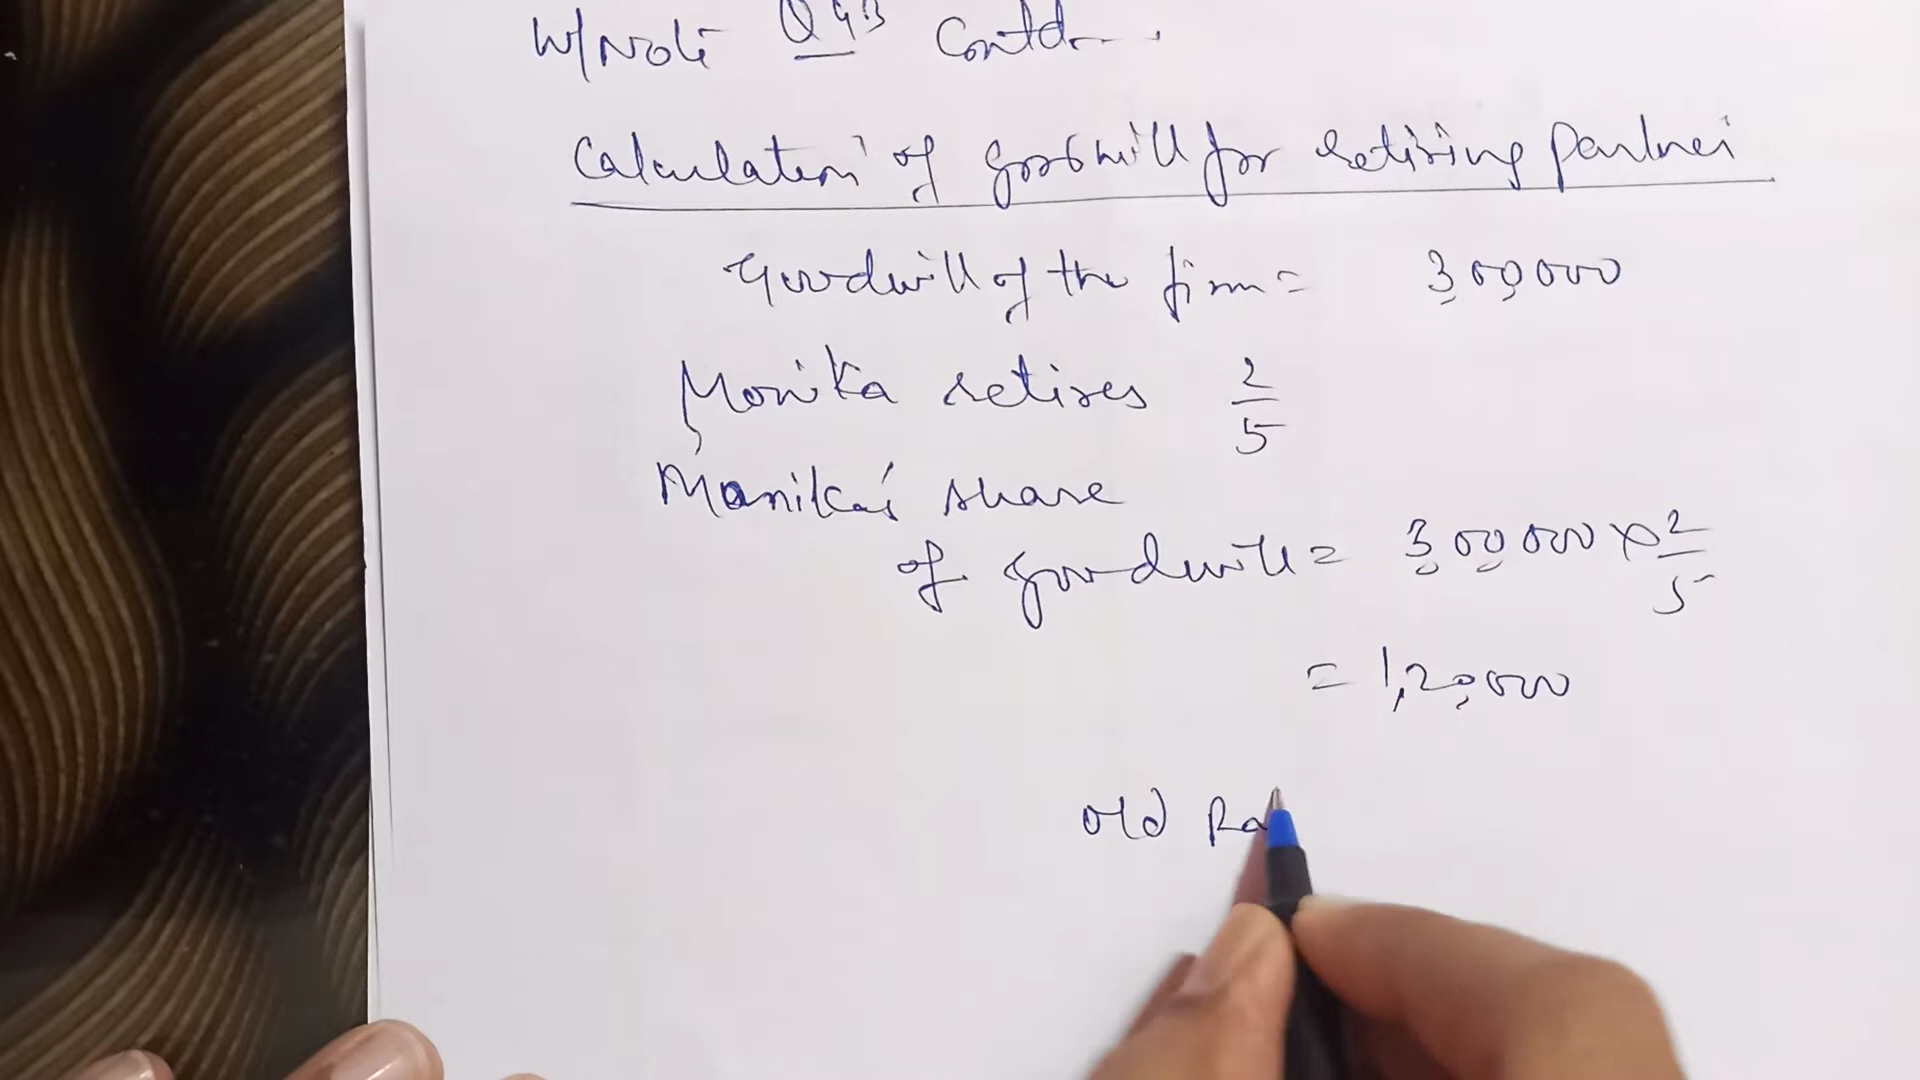 W/Note Q 43 Contd...
Calculation of goodwill for retiring Partner
Goodwill of the firm = 3,00,000
Monika retires 2/5
Monika's share
of goodwill = 3,00,000 × 2/5
= 1,20,000
old Ra